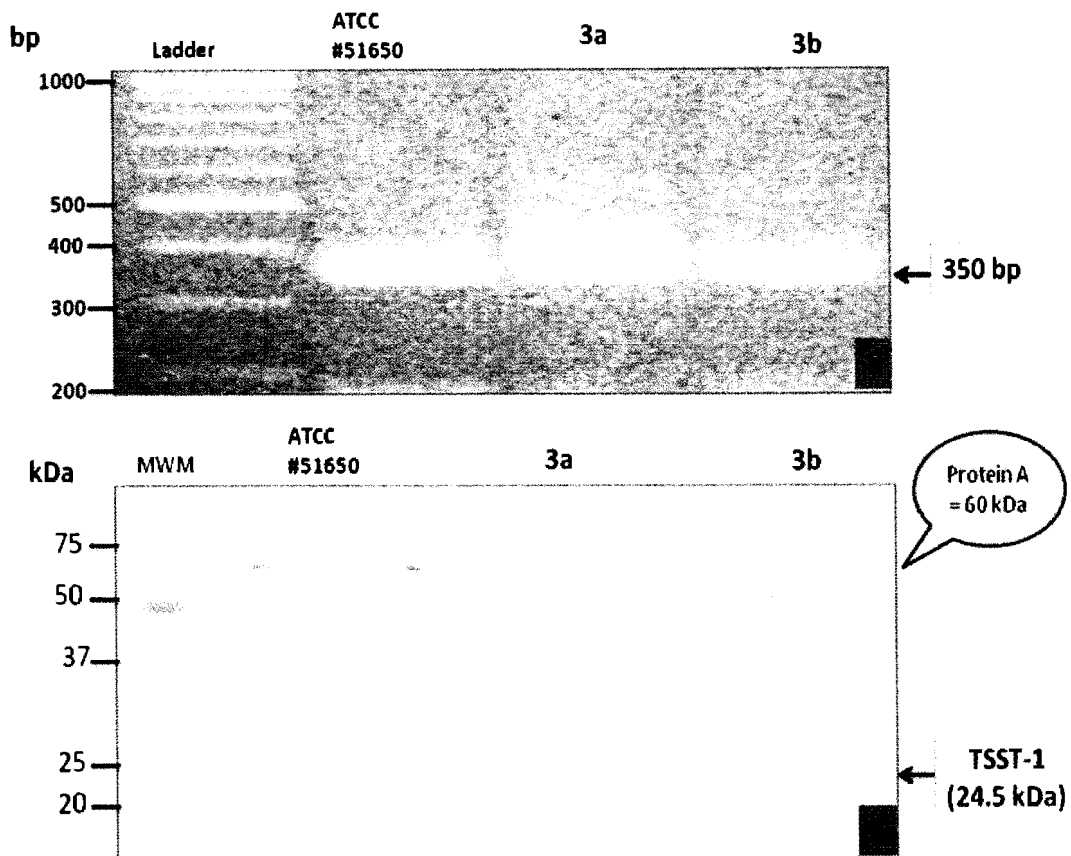 bp
Ladder
ATCC
#51650
3a
3b
1000
500
400
300
200
350 bp
kDa
MWM
ATCC
#51650
3a
3b
Protein A
= 60 kDa
75
50
37
25
20
TSST-1
(24.5 kDa)